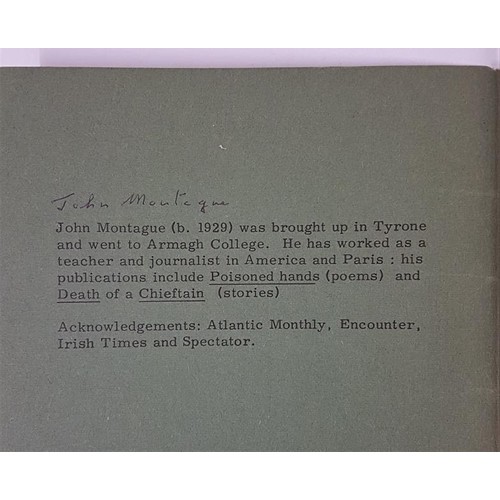 John Montague
John Montague (b. 1929) was brought up in Tyrone
and went to Armagh College. He has worked as a
teacher and journalist in America and Paris : his
publications include Poisoned hands (poems) and
Death of a Chieftain (stories)
Acknowledgements: Atlantic Monthly, Encounter,
Irish Times and Spectator.